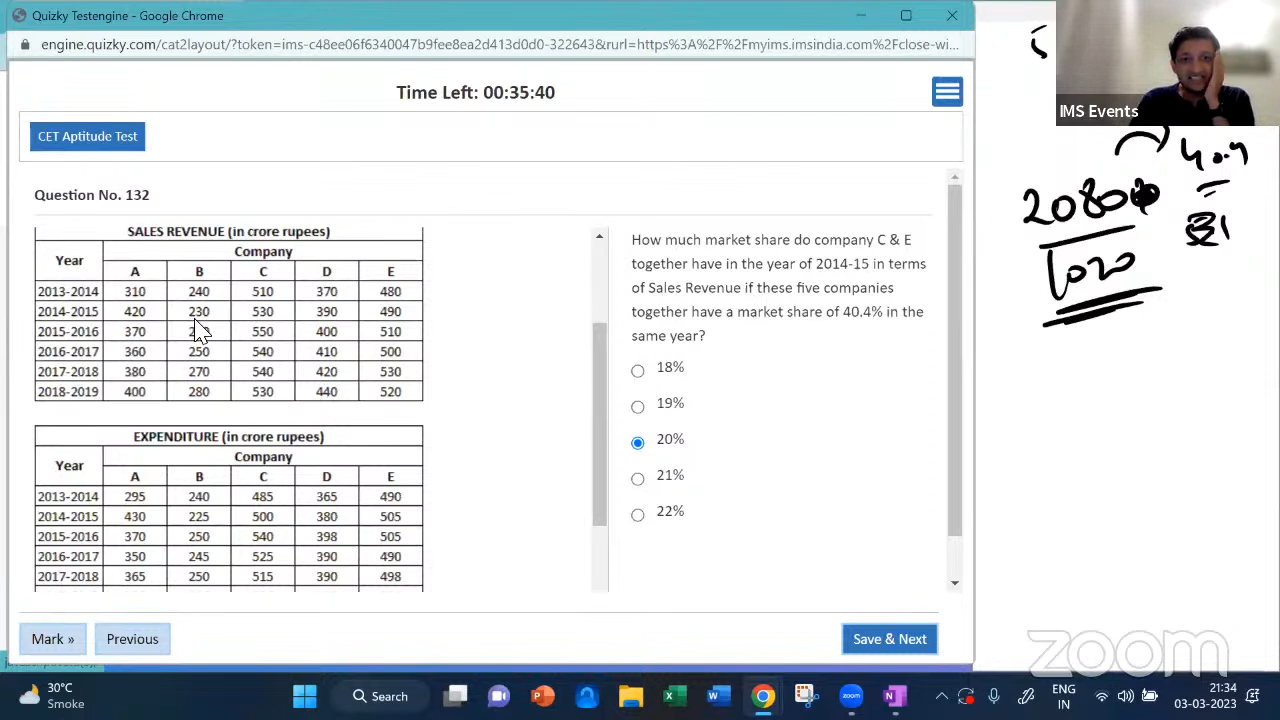 Quizky Testengine - Google Chrome
engine.quizky.com/cat2layout/?token=ims-c48ee06f6340047b9fee8ea2d413d0d0-322643&rurl=https%3A%2F%2Fmyims.imsindia.com%2Fclose-wi...
Time Left: 00:35:40
CET Aptitude Test
Question No. 132
SALES REVENUE (in crore rupees)
Year Company
A B C D E
2013-2014 310 240 510 370 480
2014-2015 420 230 530 390 490
2015-2016 370 550 400 510
2016-2017 360 250 540 410 500
2017-2018 380 270 540 420 530
2018-2019 400 280 530 440 520
EXPENDITURE (in crore rupees)
Year Company
A B C D E
2013-2014 295 240 485 365 490
2014-2015 430 225 500 380 505
2015-2016 370 250 540 398 505
2016-2017 350 245 525 390 490
2017-2018 365 250 515 390 498
How much market share do company C & E
together have in the year of 2014-15 in terms
of Sales Revenue if these five companies
together have a market share of 40.4% in the
same year?
18%
19%
20%
21%
22%
Mark »
Previous
Save & Next
IMS Events
40.4
1020
zoom
30°C
Smoke
Search
ENG
IN
21:34
03-03-2023